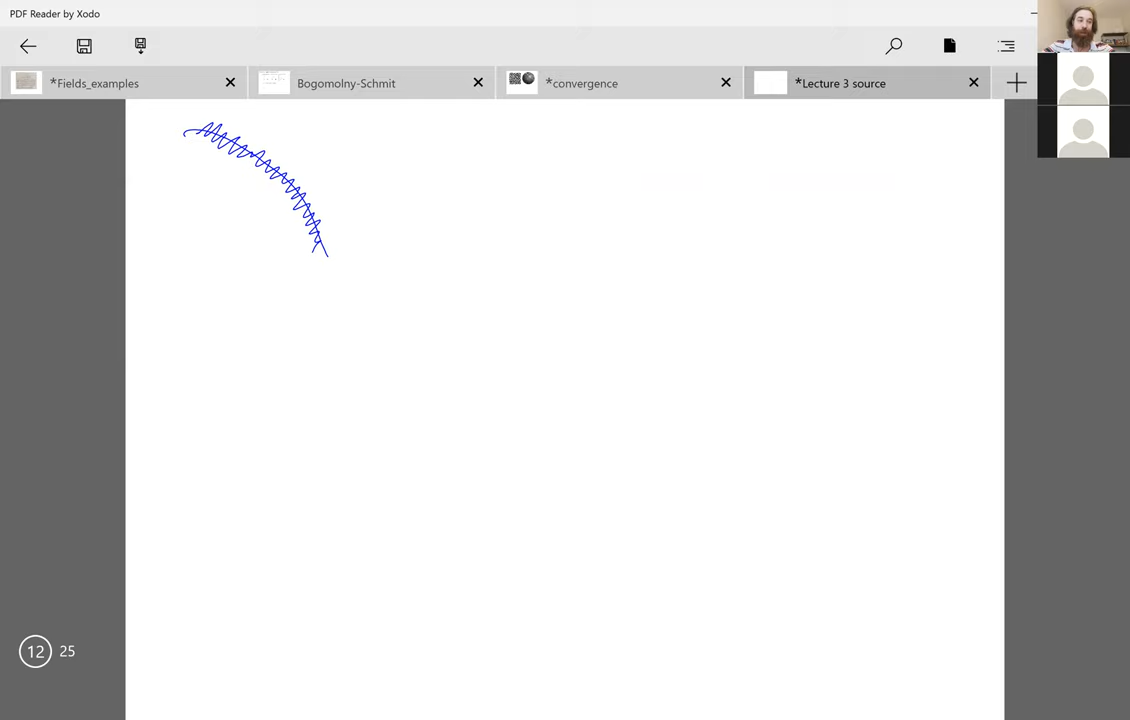 PDF Reader by Xodo
*Fields_examples
Bogomolny-Schmit
*convergence
*Lecture 3 source
12 25